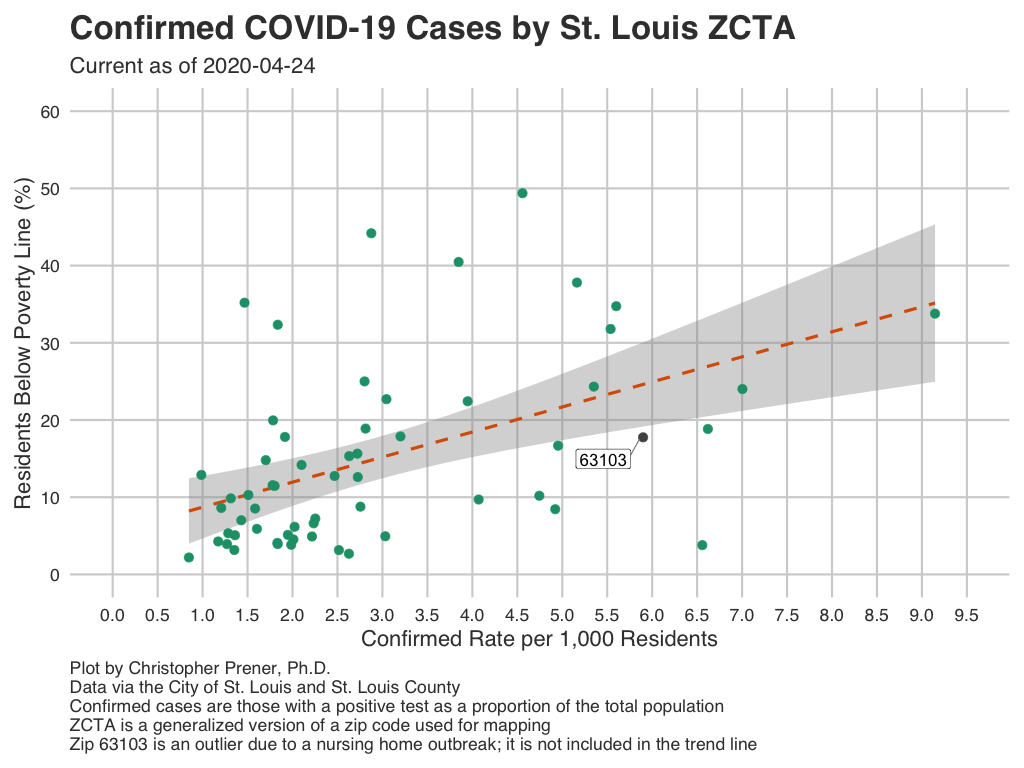 Confirmed COVID-19 Cases by St. Louis ZCTA
Current as of 2020-04-24
Residents Below Poverty Line (%)
60
50
40
30
20
10
0
63103
0.0 0.5 1.0 1.5 2.0 2.5 3.0 3.5 4.0 4.5 5.0 5.5 6.0 6.5 7.0 7.5 8.0 8.5 9.0 9.5
Confirmed Rate per 1,000 Residents
Plot by Christopher Prener, Ph.D.
Data via the City of St. Louis and St. Louis County
Confirmed cases are those with a positive test as a proportion of the total population
ZCTA is a generalized version of a zip code used for mapping
Zip 63103 is an outlier due to a nursing home outbreak; it is not included in the trend line